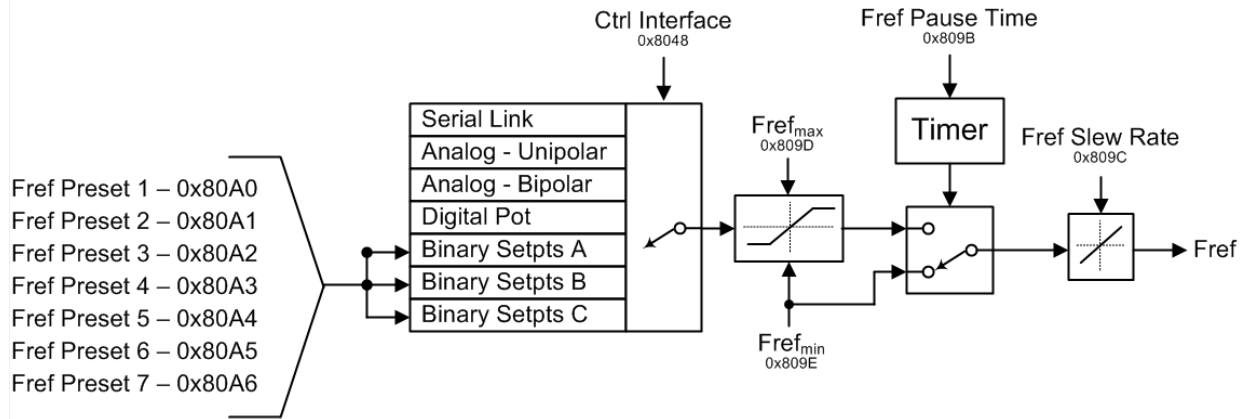 Ctrl Interface
0x8048
Fref Pause Time
0x809B
Serial Link
Analog - Unipolar
Analog - Bipolar
Digital Pot
Binary Setpts A
Binary Setpts B
Binary Setpts C
Frefmax
0x809D
Timer
Fref Slew Rate
0x809C
Fref Preset 1 – 0x80A0
Fref Preset 2 – 0x80A1
Fref Preset 3 – 0x80A2
Fref Preset 4 – 0x80A3
Fref Preset 5 – 0x80A4
Fref Preset 6 – 0x80A5
Fref Preset 7 – 0x80A6
Fref
Frefmin
0x809E